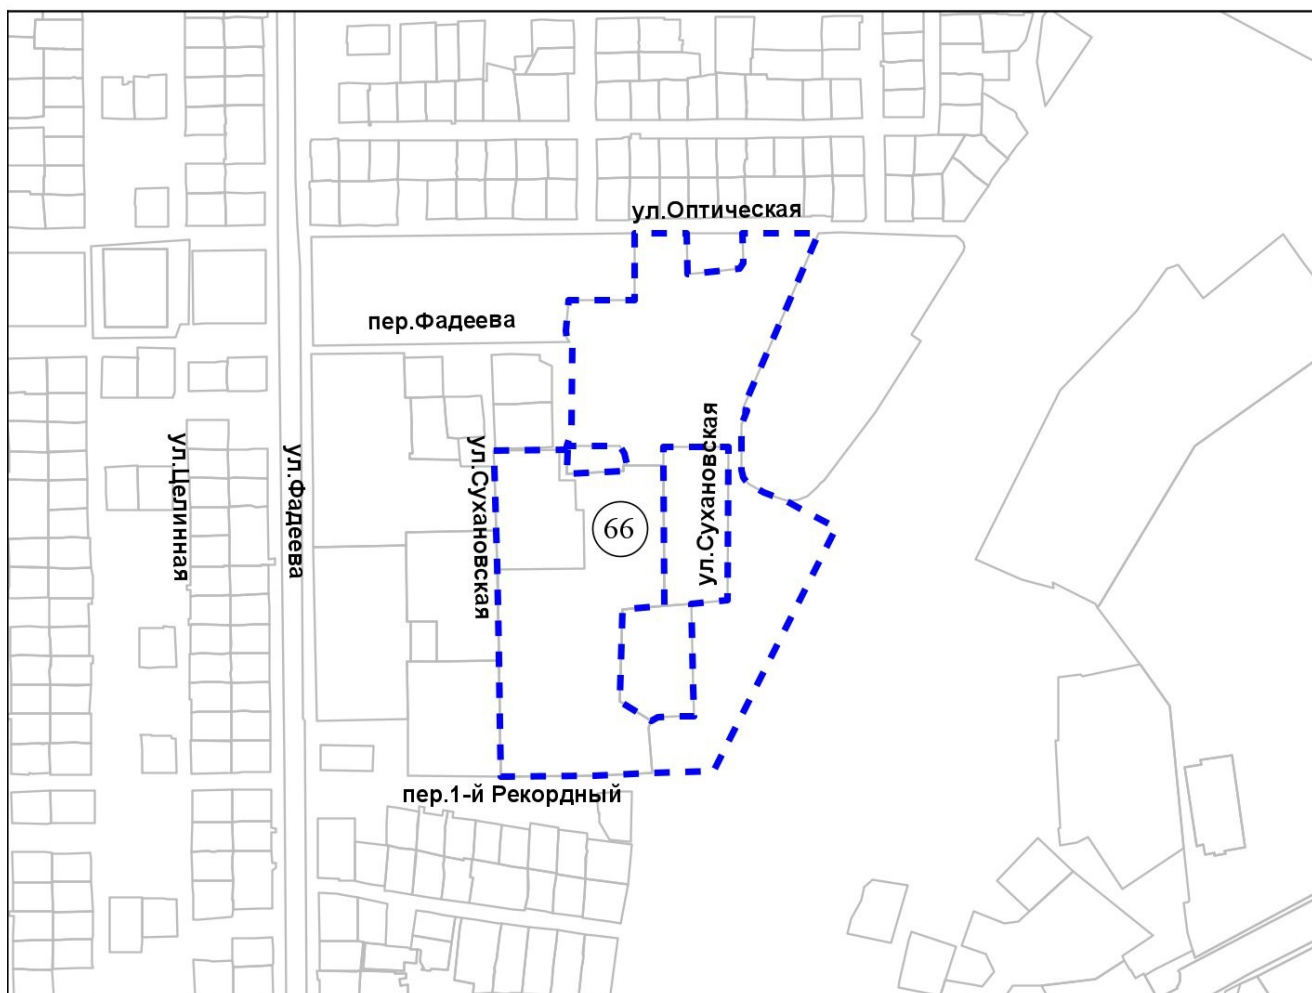 ул.Оптическая
пер.Фадеева
ул.Целинная
ул.Фадеева
ул.Сухановская
ул.Сухановская
66
пер.1-й Рекордный